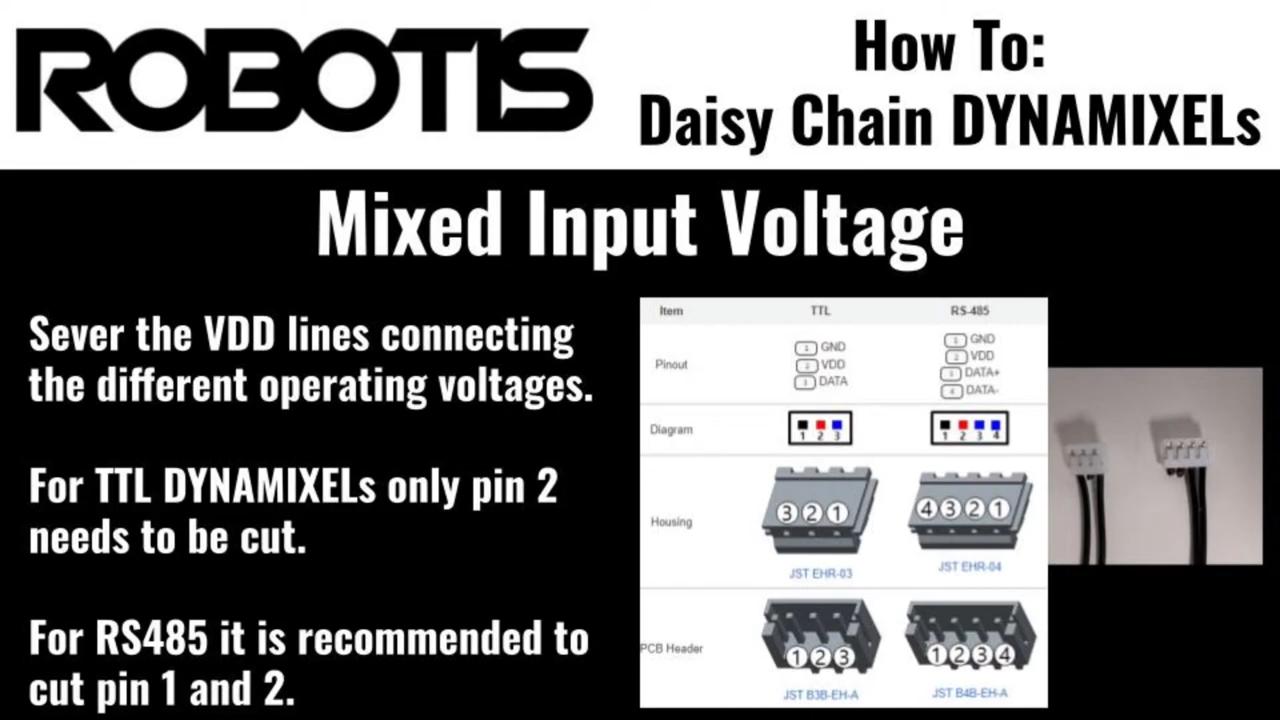 ROBOTIS
How To:
Daisy Chain DYNAMIXELs
Mixed Input Voltage
Sever the VDD lines connecting
the different operating voltages.
For TTL DYNAMIXELs only pin 2
needs to be cut.
For RS485 it is recommended to
cut pin 1 and 2.
Item TTL RS-485
Pinout
1 GND
2 VDD
3 DATA
1 GND
2 VDD
3 DATA+
4 DATA-
Diagram
1 2 3
1 2 3 4
Housing
3 2 1
4 3 2 1
JST EHR-03
JST EHR-04
PCB Header
1 2 3
1 2 3 4
JST B3B-EH-A
JST B4B-EH-A